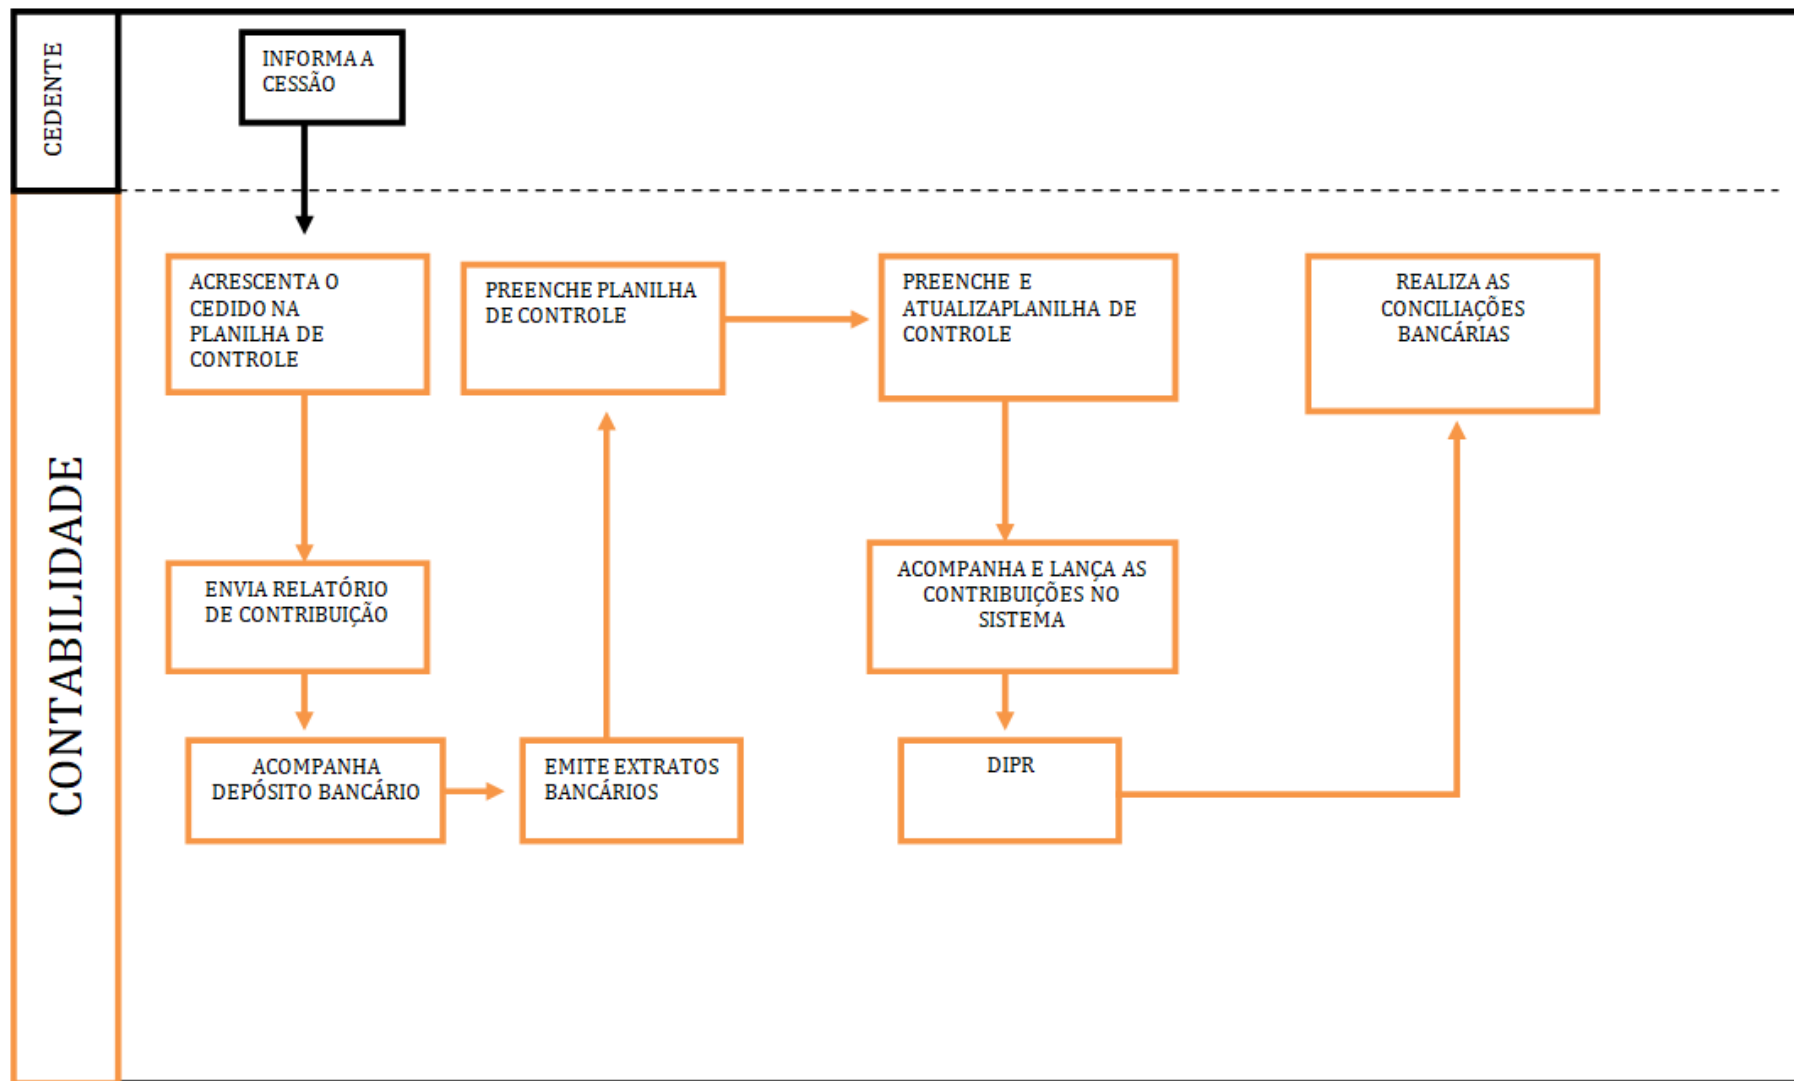 CEDENTE
INFORMA A
CESSÃO
CONTABILIDADE
ACRESCENTA O
CEDIDO NA
PLANILHA DE
CONTROLE
ENVIA RELATÓRIO
DE CONTRIBUIÇÃO
ACOMPANHA
DEPÓSITO BANCÁRIO
EMITE EXTRATOS
BANCÁRIOS
PREENCHE PLANILHA
DE CONTROLE
PREENCHE E
ATUALIZAPLANILHA DE
CONTROLE
ACOMPANHA E LANÇA AS
CONTRIBUIÇÕES NO
SISTEMA
DIPR
REALIZA AS
CONCILIAÇÕES
BANCÁRIAS